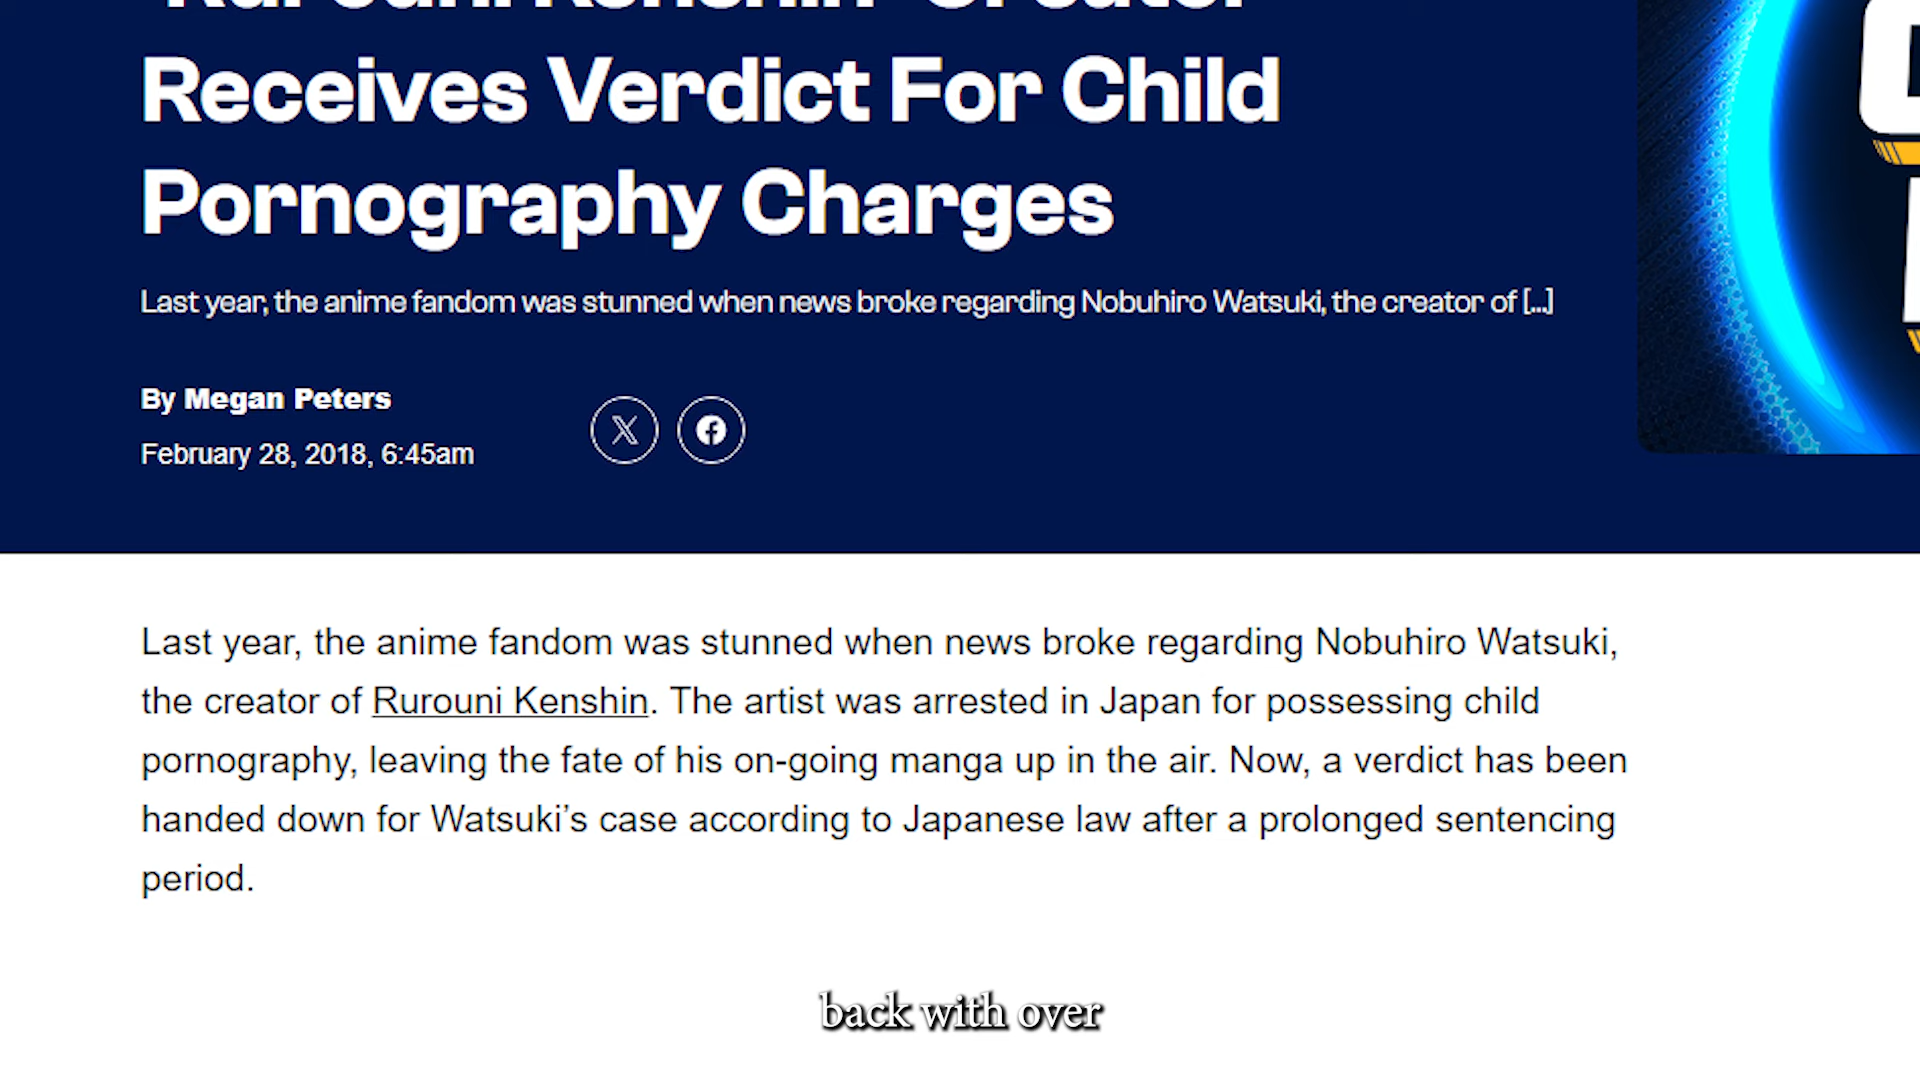 'Rurouni Kenshin' Creator
Receives Verdict For Child
Pornography Charges
Last year, the anime fandom was stunned when news broke regarding Nobuhiro Watsuki, the creator of [...]
By Megan Peters
February 28, 2018, 6:45am
Last year, the anime fandom was stunned when news broke regarding Nobuhiro Watsuki,
the creator of Rurouni Kenshin. The artist was arrested in Japan for possessing child
pornography, leaving the fate of his on-going manga up in the air. Now, a verdict has been
handed down for Watsuki’s case according to Japanese law after a prolonged sentencing
period.
back with over